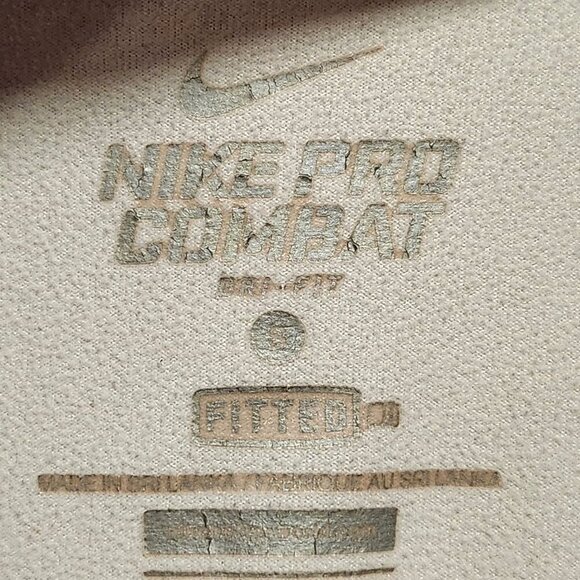 NIKE PRO
COMBAT
DRI-FIT
FITTED
MADE IN SRI LANKA / FABRIQUÉ AU SRI LANKA